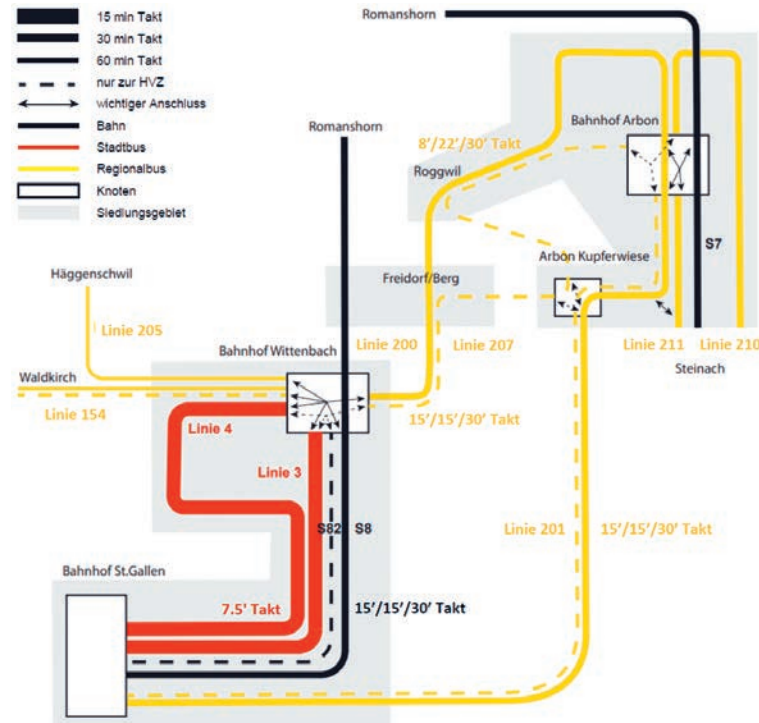 15 min Takt
30 min Takt
60 min Takt
nur zur HVZ
wichtiger Anschluss
Bahn
Stadtbus
Regionalbus
Knoten
Siedlungsgebiet
Romanshorn
Romanshorn
Bahnhof Arbon
8‘/22‘/30‘ Takt
Roggwil
S7
Arbon Kupferwiese
Häggenschwil
Freidorf/Berg
Linie 205
Linie 200
Linie 207
Linie 211
Linie 210
Bahnhof Wittenbach
Steinach
Waldkirch
Linie 154
15‘/15‘/30‘ Takt
Linie 4
Linie 3
S82
S8
Linie 201
15‘/15‘/30‘ Takt
Bahnhof St.Gallen
7.5‘ Takt
15‘/15‘/30‘ Takt